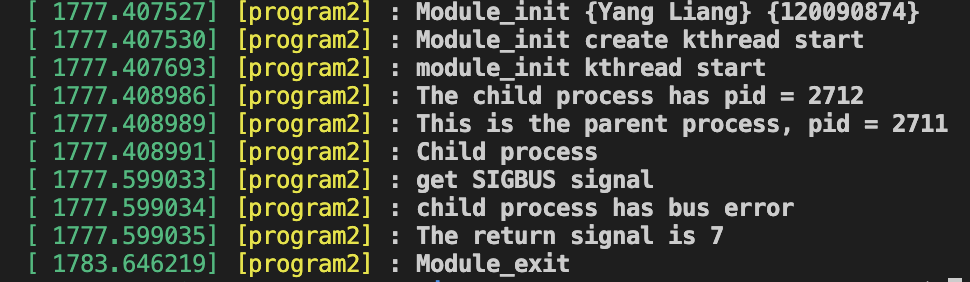 [ 1777.407527] [program2] : Module_init {Yang Liang} {120090874}
[ 1777.407530] [program2] : Module_init create kthread start
[ 1777.407693] [program2] : module_init kthread start
[ 1777.408986] [program2] : The child process has pid = 2712
[ 1777.408989] [program2] : This is the parent process, pid = 2711
[ 1777.408991] [program2] : Child process
[ 1777.599033] [program2] : get SIGBUS signal
[ 1777.599034] [program2] : child process has bus error
[ 1777.599035] [program2] : The return signal is 7
[ 1783.646219] [program2] : Module_exit